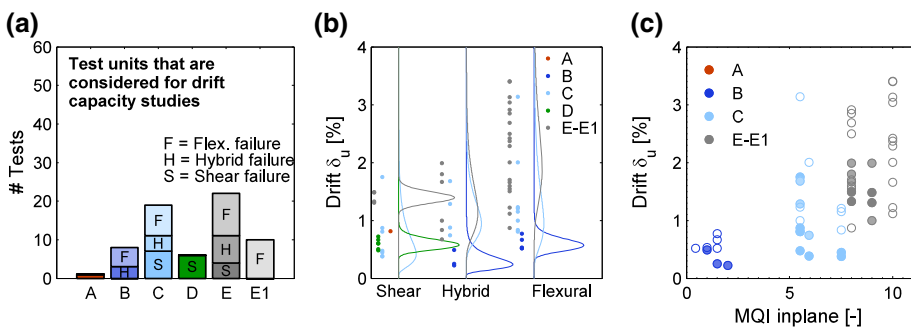 (a)
60
50
40
30
20
10
0
# Tests
Test units that are
considered for drift
capacity studies
F = Flex. failure
H = Hybrid failure
S = Shear failure
F
H
F
H
S
S
F
H
S
F
A B C D E E1
(b)
4
3
2
1
0
Drift δu [%]
A
B
C
D
E-E1
Shear Hybrid Flexural
(c)
4
3
2
1
0
Drift δu [%]
A
B
C
E-E1
0 5 10
MQI inplane [-]